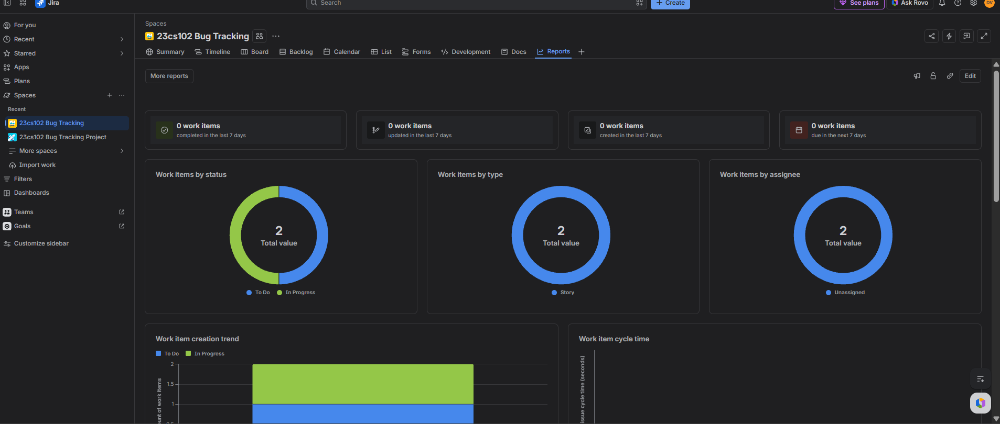 Jira
Search
Create
See plans
Ask Rovo
DV
For you
Recent
Starred
Apps
Plans
Spaces
Recent
23cs102 Bug Tracking
23cs102 Bug Tracking Project
More spaces
Import work
Filters
Dashboards
Teams
Goals
Customize sidebar
Spaces
23cs102 Bug Tracking
Summary Timeline Board Backlog Calendar List Forms Development Docs Reports
More reports
Edit
0 work items
completed in the last 7 days
0 work items
updated in the last 7 days
0 work items
created in the last 7 days
0 work items
due in the next 7 days
Work items by status
2
Total value
To Do In Progress
Work items by type
2
Total value
Story
Work items by assignee
2
Total value
Unassigned
Work item creation trend
To Do In Progress
2
1.5
1
0.5
of work items
Work item cycle time
issue cycle time (seconds)